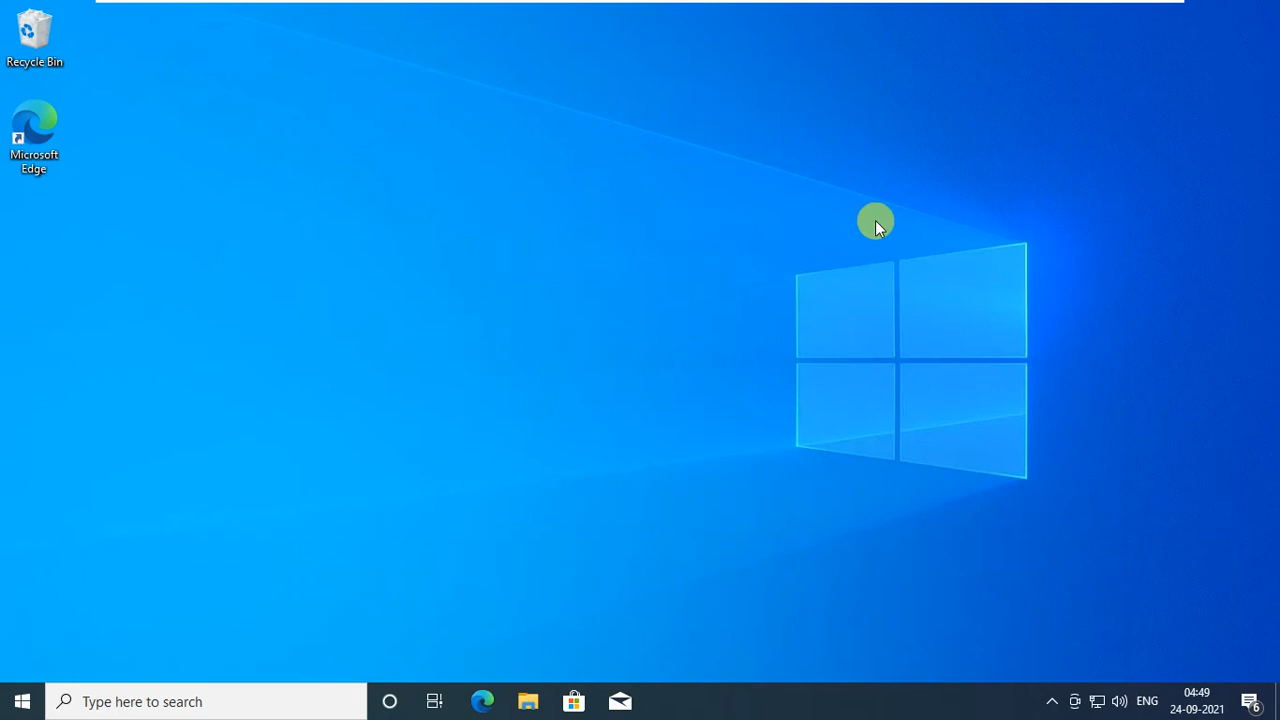 Recycle Bin
Microsoft
Edge
Type here to search
ENG
04:49
24-09-2021
6